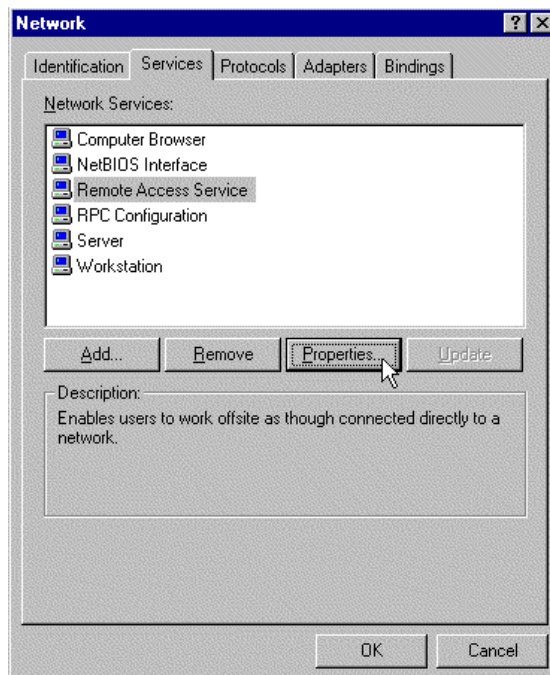 Network
Identification Services Protocols Adapters Bindings
Network Services:
Computer Browser
NetBIOS Interface
Remote Access Service
RPC Configuration
Server
Workstation
Add... Remove Properties... Update
Description:
Enables users to work offsite as though connected directly to a
network.
OK Cancel